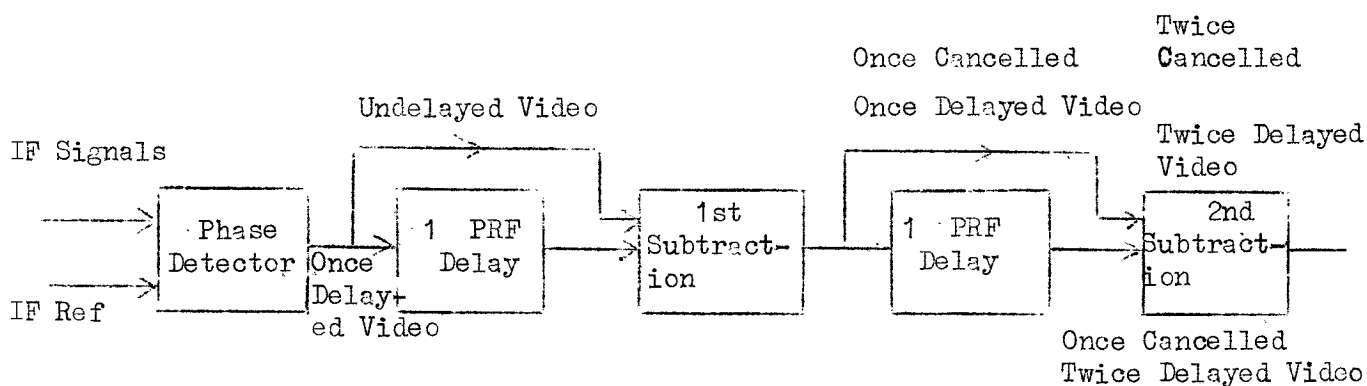 Twice
Cancelled
Once Cancelled
Once Delayed Video
Undelayed Video
Twice Delayed
Video
IF Signals
Phase
Detector
Once
Delay-
ed Video
1 PRF
Delay
1st
Subtract-
ion
1 PRF
Delay
2nd
Subtract-
ion
IF Ref
Once Cancelled
Twice Delayed Video